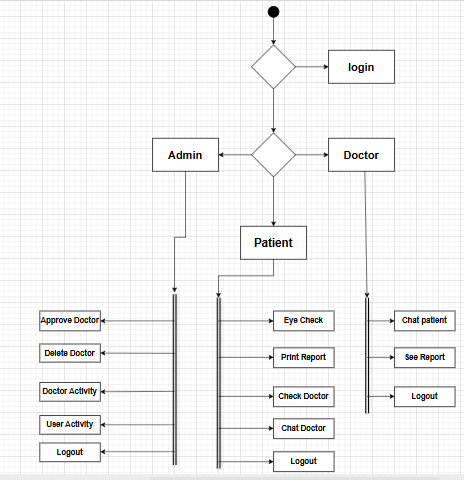 login
Admin
Doctor
Patient
Approve Doctor
Delete Doctor
Doctor Activity
User Activity
Logout
Eye Check
Print Report
Check Doctor
Chat Doctor
Logout
Chat patient
See Report
Logout